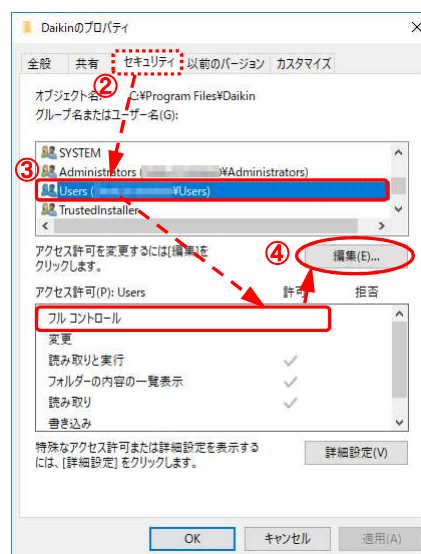 Daikinのプロパティ
全般 共有 セキュリティ 以前のバージョン カスタマイズ
②
オブジェクト名: C:¥Program Files¥Daikin
グループ名またはユーザー名(G):
SYSTEM
③ Administrators ( ¥Administrators)
Users ( ¥Users)
TrustedInstaller
アクセス許可を変更するには[編集]を
クリックします。
④ 編集(E)...
アクセス許可(P): Users 許可 拒否
フル コントロール
変更
読み取りと実行
フォルダーの内容の一覧表示
読み取り
書き込み
特殊なアクセス許可または詳細設定を表示する
には、[詳細設定] をクリックします。
詳細設定(V)
OK キャンセル 適用(A)